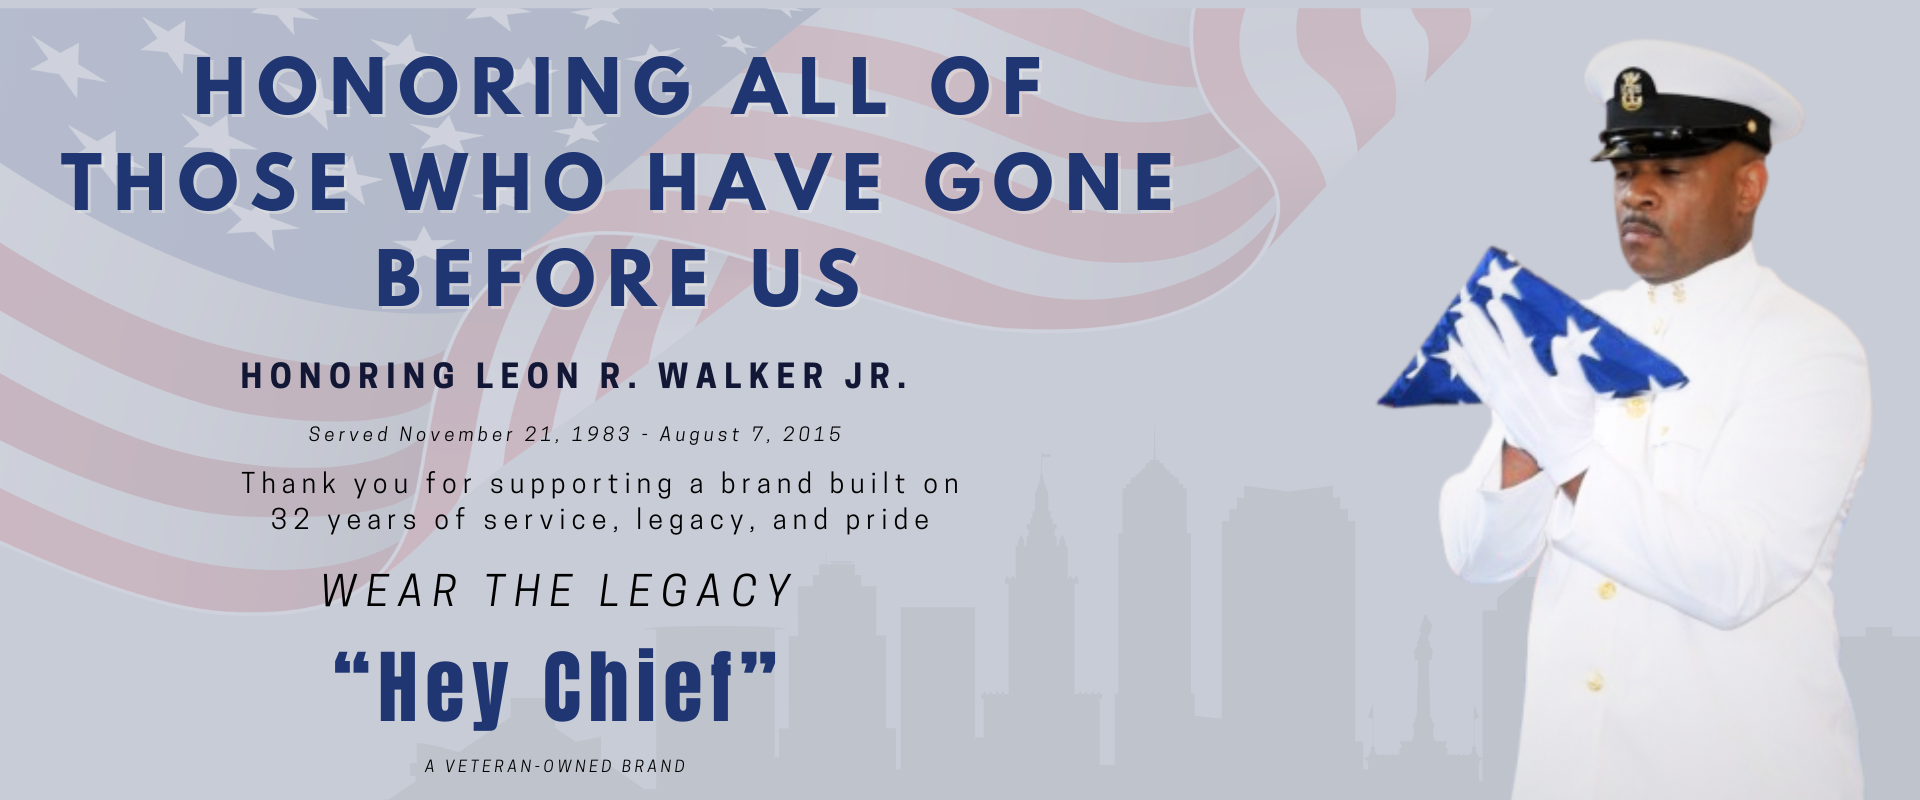 HONORING ALL OF
THOSE WHO HAVE GONE
BEFORE US
HONORING LEON R. WALKER JR.
Served November 21, 1983 - August 7, 2015
Thank you for supporting a brand built on
32 years of service, legacy, and pride
WEAR THE LEGACY
“Hey Chief”
A VETERAN-OWNED BRAND